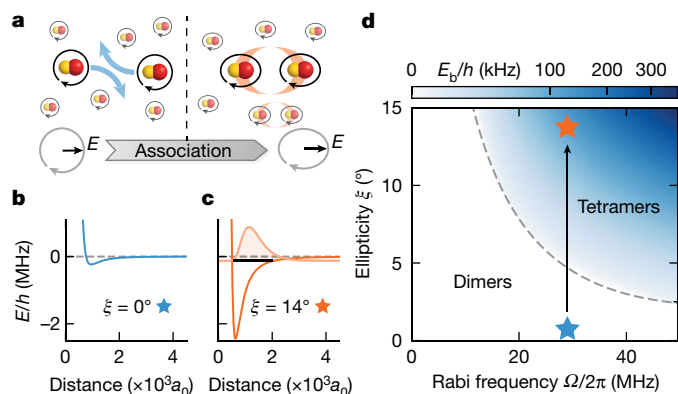 a
E
Association
E
b
c
E/h (MHz)
0
−2
ξ = 0°
ξ = 14°
0
2
4
0
2
4
Distance (×10³a₀)
Distance (×10³a₀)
d
0
100
200
300
E_b/h (kHz)
Ellipticity ξ (°)
15
10
5
0
Tetramers
Dimers
0
20
40
Rabi frequency Ω/2π (MHz)